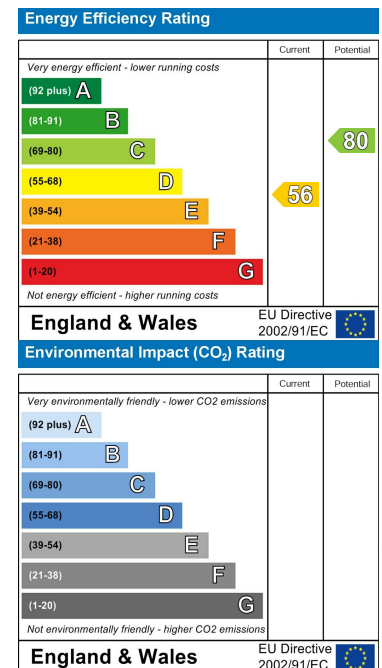 Energy Efficiency Rating
Current Potential
Very energy efficient - lower running costs
(92 plus) A
(81-91) B
80
(69-80) C
(55-68) D
56
(39-54) E
(21-38) F
(1-20) G
Not energy efficient - higher running costs
England & Wales
EU Directive
2002/91/EC
Environmental Impact (CO₂) Rating
Current Potential
Very environmentally friendly - lower CO2 emissions
(92 plus) A
(81-91) B
(69-80) C
(55-68) D
(39-54) E
(21-38) F
(1-20) G
Not environmentally friendly - higher CO2 emissions
England & Wales
EU Directive
2002/91/EC